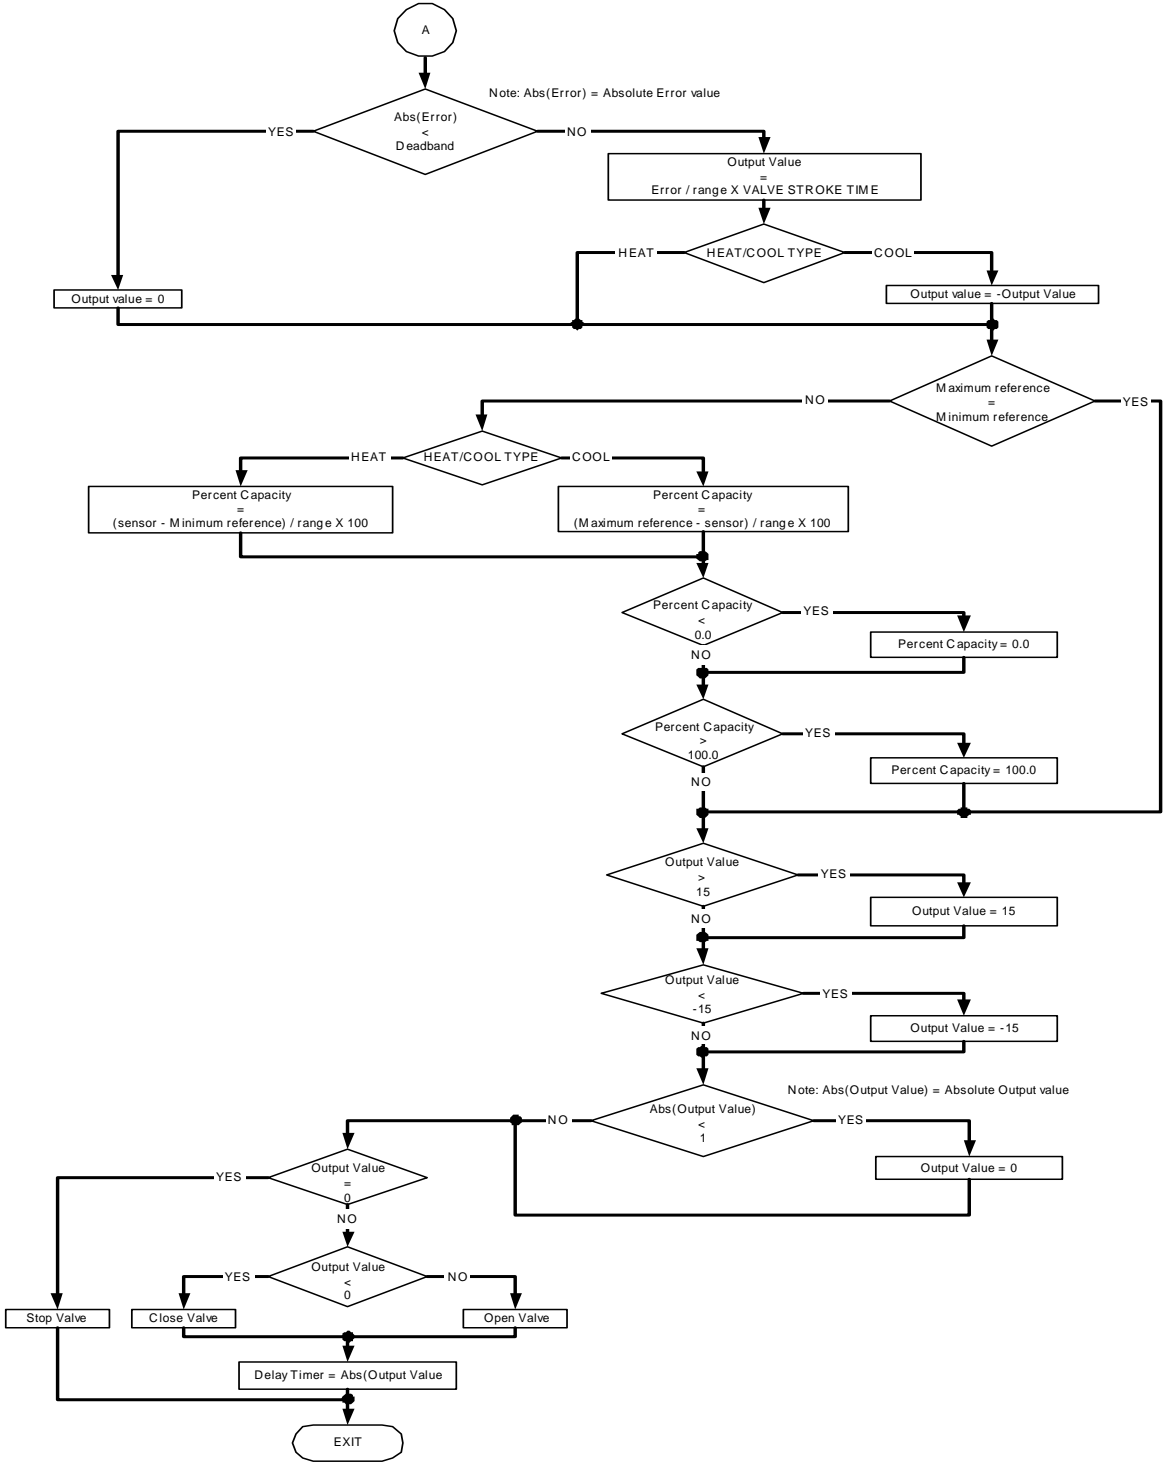 A
Note: Abs(Error) = Absolute Error value
Abs(Error)
<
Deadband
YES
NO
Output Value
=
Error / range X VALVE STROKE TIME
HEAT
HEAT/COOL TYPE
COOL
Output value = 0
Output value = -Output Value
Maximum reference
=
Minimum reference
NO
YES
HEAT
HEAT/COOL TYPE
COOL
Percent Capacity
=
(sensor - Minimum reference) / range X 100
Percent Capacity
=
(Maximum reference - sensor) / range X 100
Percent Capacity
<
0.0
YES
NO
Percent Capacity = 0.0
Percent Capacity
>
100.0
YES
NO
Percent Capacity = 100.0
Output Value
>
15
YES
NO
Output Value = 15
Output Value
<
-15
YES
NO
Output Value = -15
Note: Abs(Output Value) = Absolute Output value
Abs(Output Value)
<
1
NO
YES
Output Value = 0
Output Value
=
0
YES
NO
Output Value
<
0
YES
NO
Stop Valve
Close Valve
Open Valve
Delay Timer = Abs(Output Value
EXIT